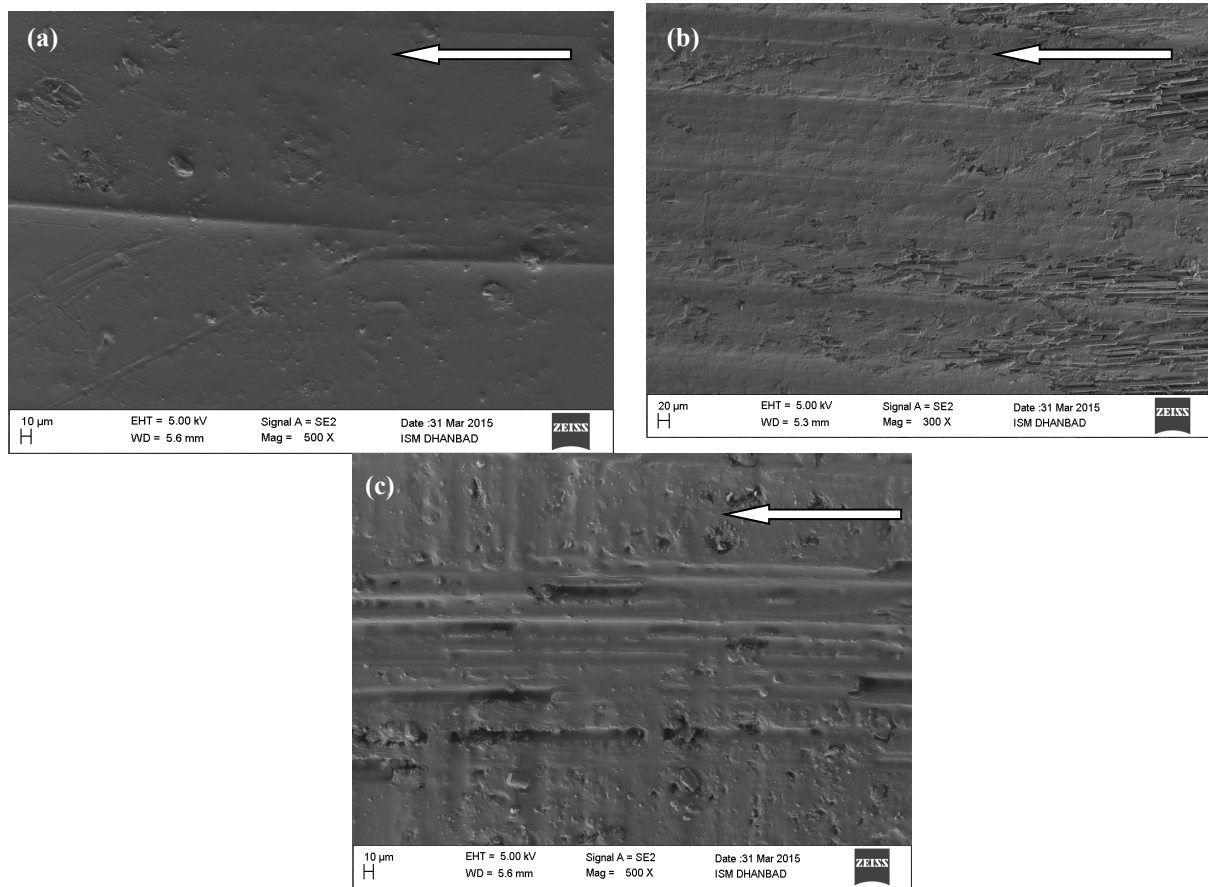 (a)
10 µm
EHT = 5.00 kV
WD = 5.6 mm
Signal A = SE2
Mag = 500 X
Date :31 Mar 2015
ISM DHANBAD
ZEISS
(b)
20 µm
EHT = 5.00 kV
WD = 5.3 mm
Signal A = SE2
Mag = 300 X
Date :31 Mar 2015
ISM DHANBAD
ZEISS
(c)
10 µm
EHT = 5.00 kV
WD = 5.6 mm
Signal A = SE2
Mag = 500 X
Date :31 Mar 2015
ISM DHANBAD
ZEISS